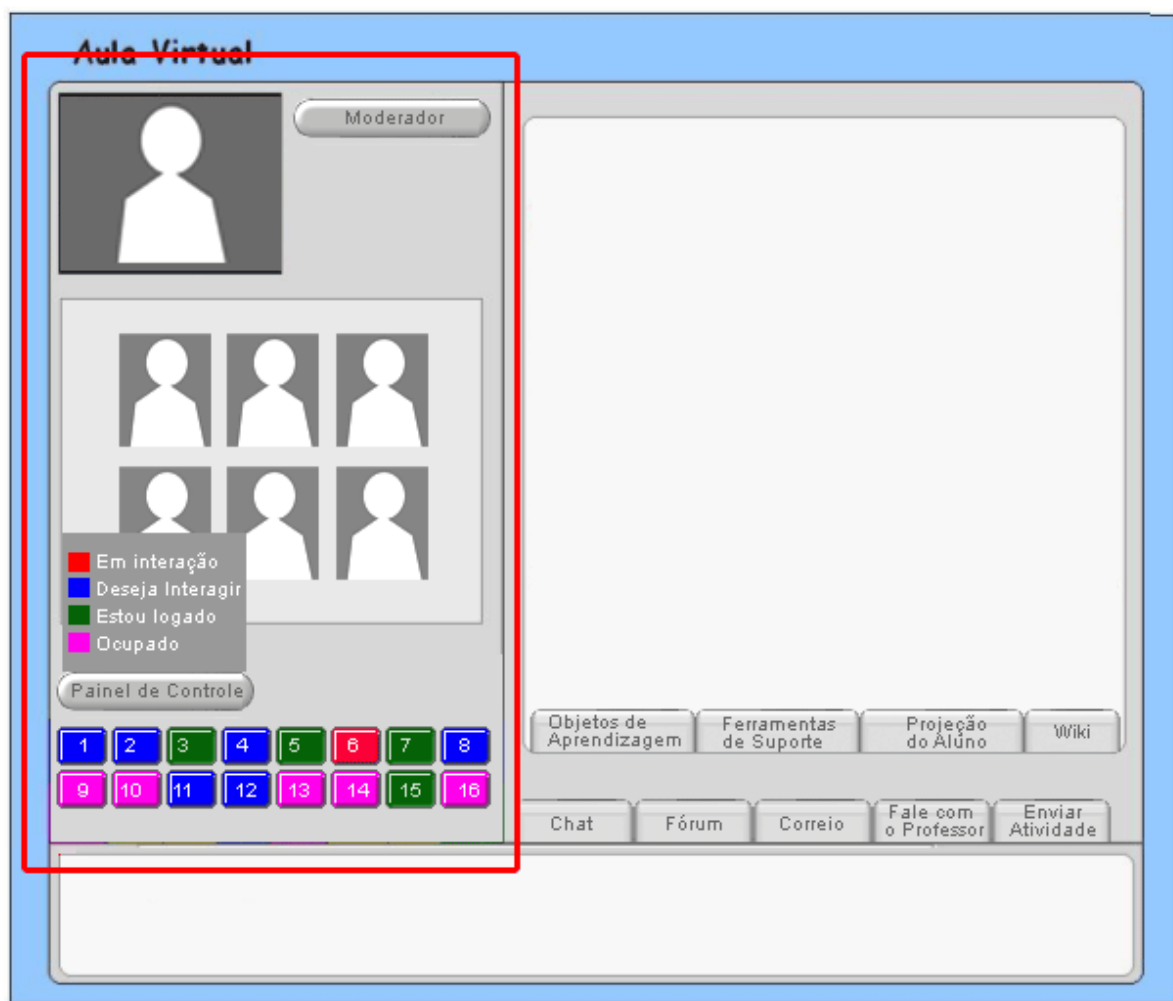 Aula Virtual
Moderador
Em interação
Deseja Interagir
Estou logado
Ocupado
Painel de Controle
1 2 3 4 5 6 7 8
9 10 11 12 13 14 15 16
Objetos de
Aprendizagem
Ferramentas
de Suporte
Projeção
do Aluno
Wiki
Chat
Fórum
Correio
Fale com
o Professor
Enviar
Atividade